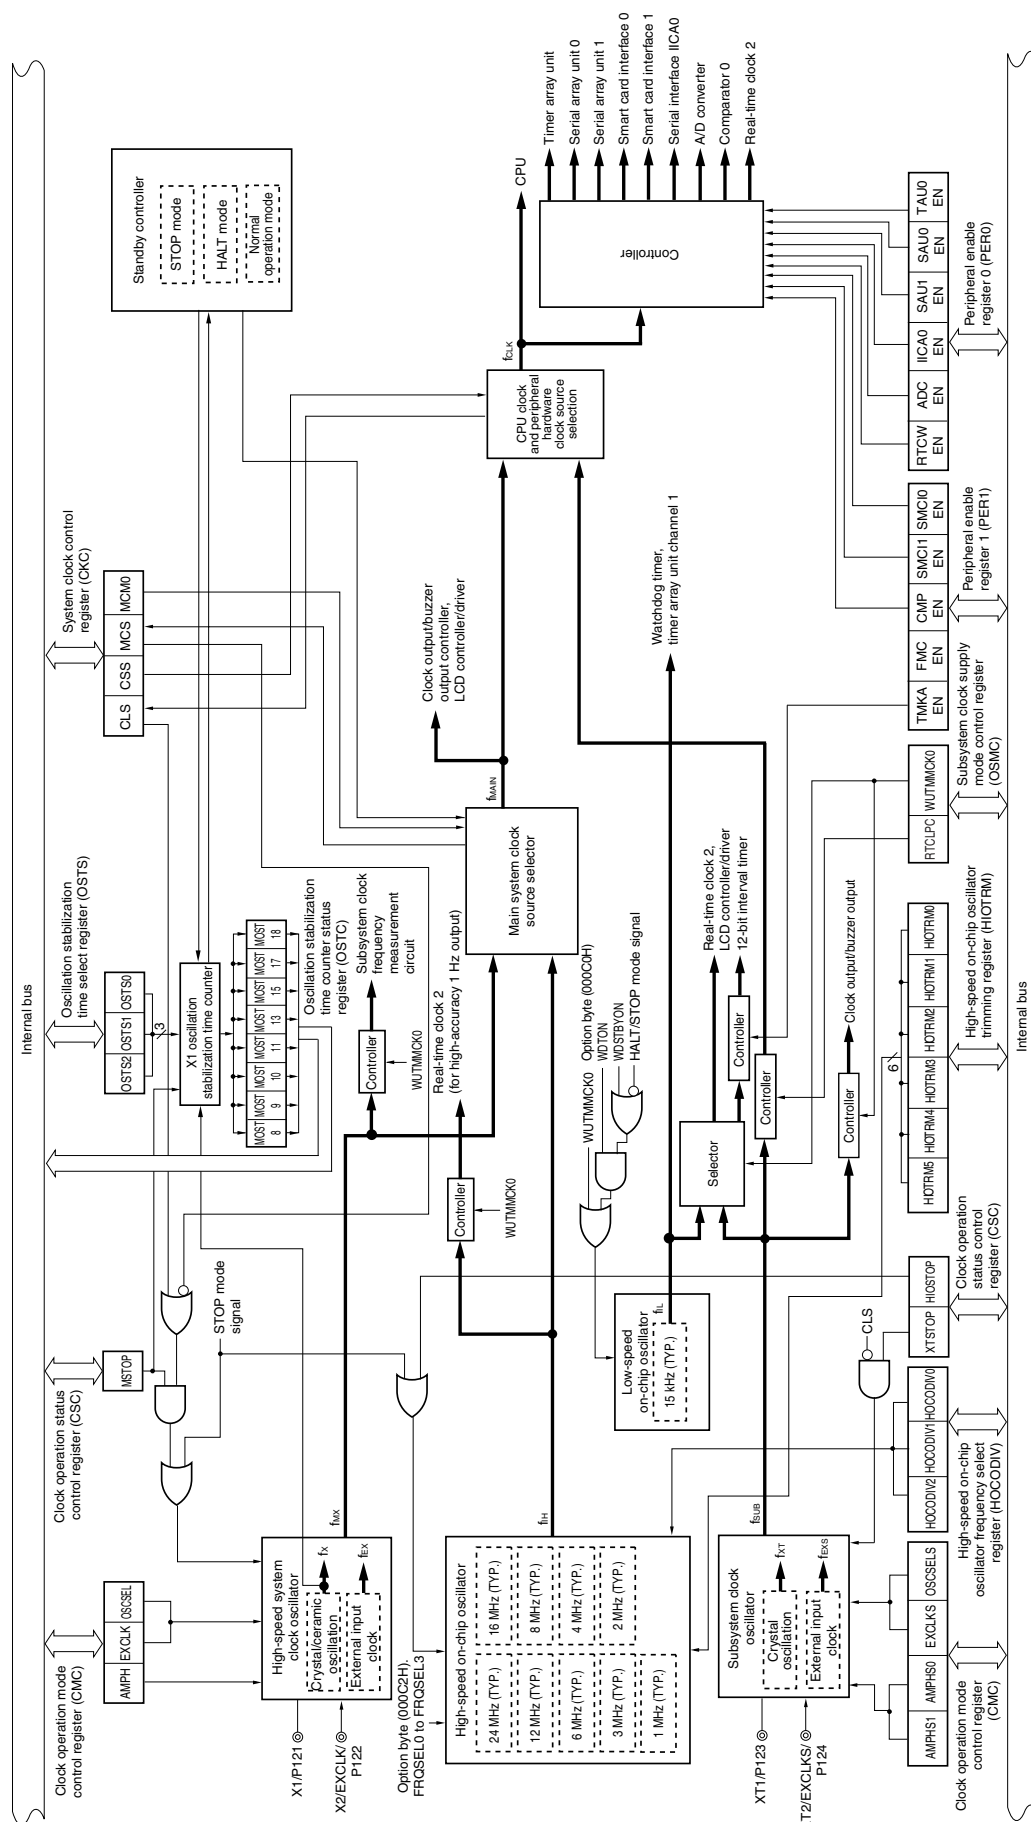 Internal bus
Clock operation mode
control register (CMC)
AMPH
EXCLK
OSCSEL
Clock operation status
control register (CSC)
MSTOP
STOP mode
signal
Oscillation stabilization
time select register (OSTS)
OSTS2
OSTS1
OSTS0
3
X1 oscillation
stabilization time counter
MOST
8
MOST
9
MOST
10
MOST
11
MOST
13
MOST
15
MOST
17
MOST
18
Oscillation stabilization
time counter status
register (OSTC)
System clock control
register (CKC)
CLS
CSS
MCS
MCM0
Standby controller
STOP mode
HALT mode
Normal
operation mode
X1/P121
X2/EXCLK/
P122
High-speed system
clock oscillator
Crystal/ceramic
oscillation
fX
External input
clock
fEX
fMX
Controller
WUTMMCK0
Subsystem clock
frequency
measurement
circuit
Controller
WUTMMCK0
Real-time clock 2
(for high-accuracy 1 Hz output)
Main system clock
source selector
fMAIN
Clock output/buzzer
output controller,
LCD controller/driver
CPU clock
and peripheral
hardware
clock source
selection
fCLK
CPU
Controller
Timer array unit
Serial array unit 0
Serial array unit 1
Smart card interface 0
Smart card interface 1
Serial interface IICA0
A/D converter
Comparator 0
Real-time clock 2
Option byte (000C2H).
FRQSEL0 to FRQSEL3
High-speed on-chip oscillator
24 MHz (TYP.)
16 MHz (TYP.)
12 MHz (TYP.)
8 MHz (TYP.)
6 MHz (TYP.)
4 MHz (TYP.)
3 MHz (TYP.)
2 MHz (TYP.)
1 MHz (TYP.)
fIH
WUTMMCK0
Option byte (000C0H)
WDTON
WDSTBYON
HALT/STOP mode signal
Low-speed
on-chip oscillator
15 kHz (TYP.)
fIL
Watchdog timer,
timer array unit channel 1
Selector
Real-time clock 2,
LCD controller/driver
Controller
12-bit interval timer
Controller
Controller
Clock output/buzzer output
XT1/P123
XT2/EXCLKS/
P124
Subsystem clock
oscillator
Crystal
oscillation
fXT
External input
clock
fEXS
fSUB
CLS
6
AMPHS1
AMPHS0
EXCLKS
OSCSELS
Clock operation mode
control register
(CMC)
HOCODIV2
HOCODIV1
HOCODIV0
High-speed on-chip
oscillator frequency select
register (HOCODIV)
XTSTOP
HIOSTOP
Clock operation
status control
register (CSC)
HIOTRM5
HIOTRM4
HIOTRM3
HIOTRM2
HIOTRM1
HIOTRM0
High-speed on-chip oscillator
trimming register (HIOTRM)
RTCLPC
WUTMMCK0
Subsystem clock supply
mode control register
(OSMC)
TMKA
EN
FMC
EN
CMP
EN
SMCI1
EN
SMCI0
EN
Peripheral enable
register 1 (PER1)
RTCW
EN
ADC
EN
IICA0
EN
SAU1
EN
SAU0
EN
TAU0
EN
Peripheral enable
register 0 (PER0)
Internal bus